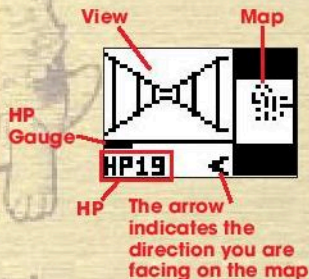 View
Map
HP
Gauge
HP19
HP
The arrow
indicates the
direction you are
facing on the map